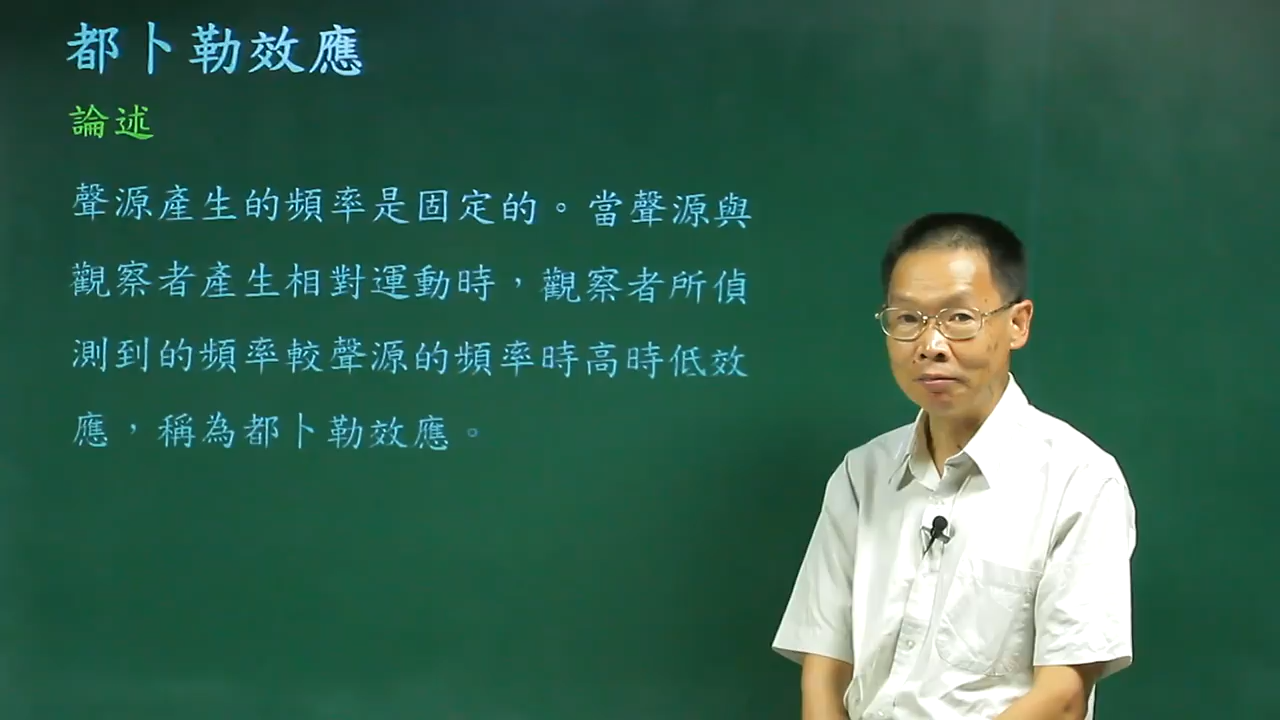 都卜勒效應
論述
聲源產生的頻率是固定的。當聲源與
觀察者產生相對運動時，觀察者所偵
測到的頻率較聲源的頻率時高時低效
應，稱為都卜勒效應。